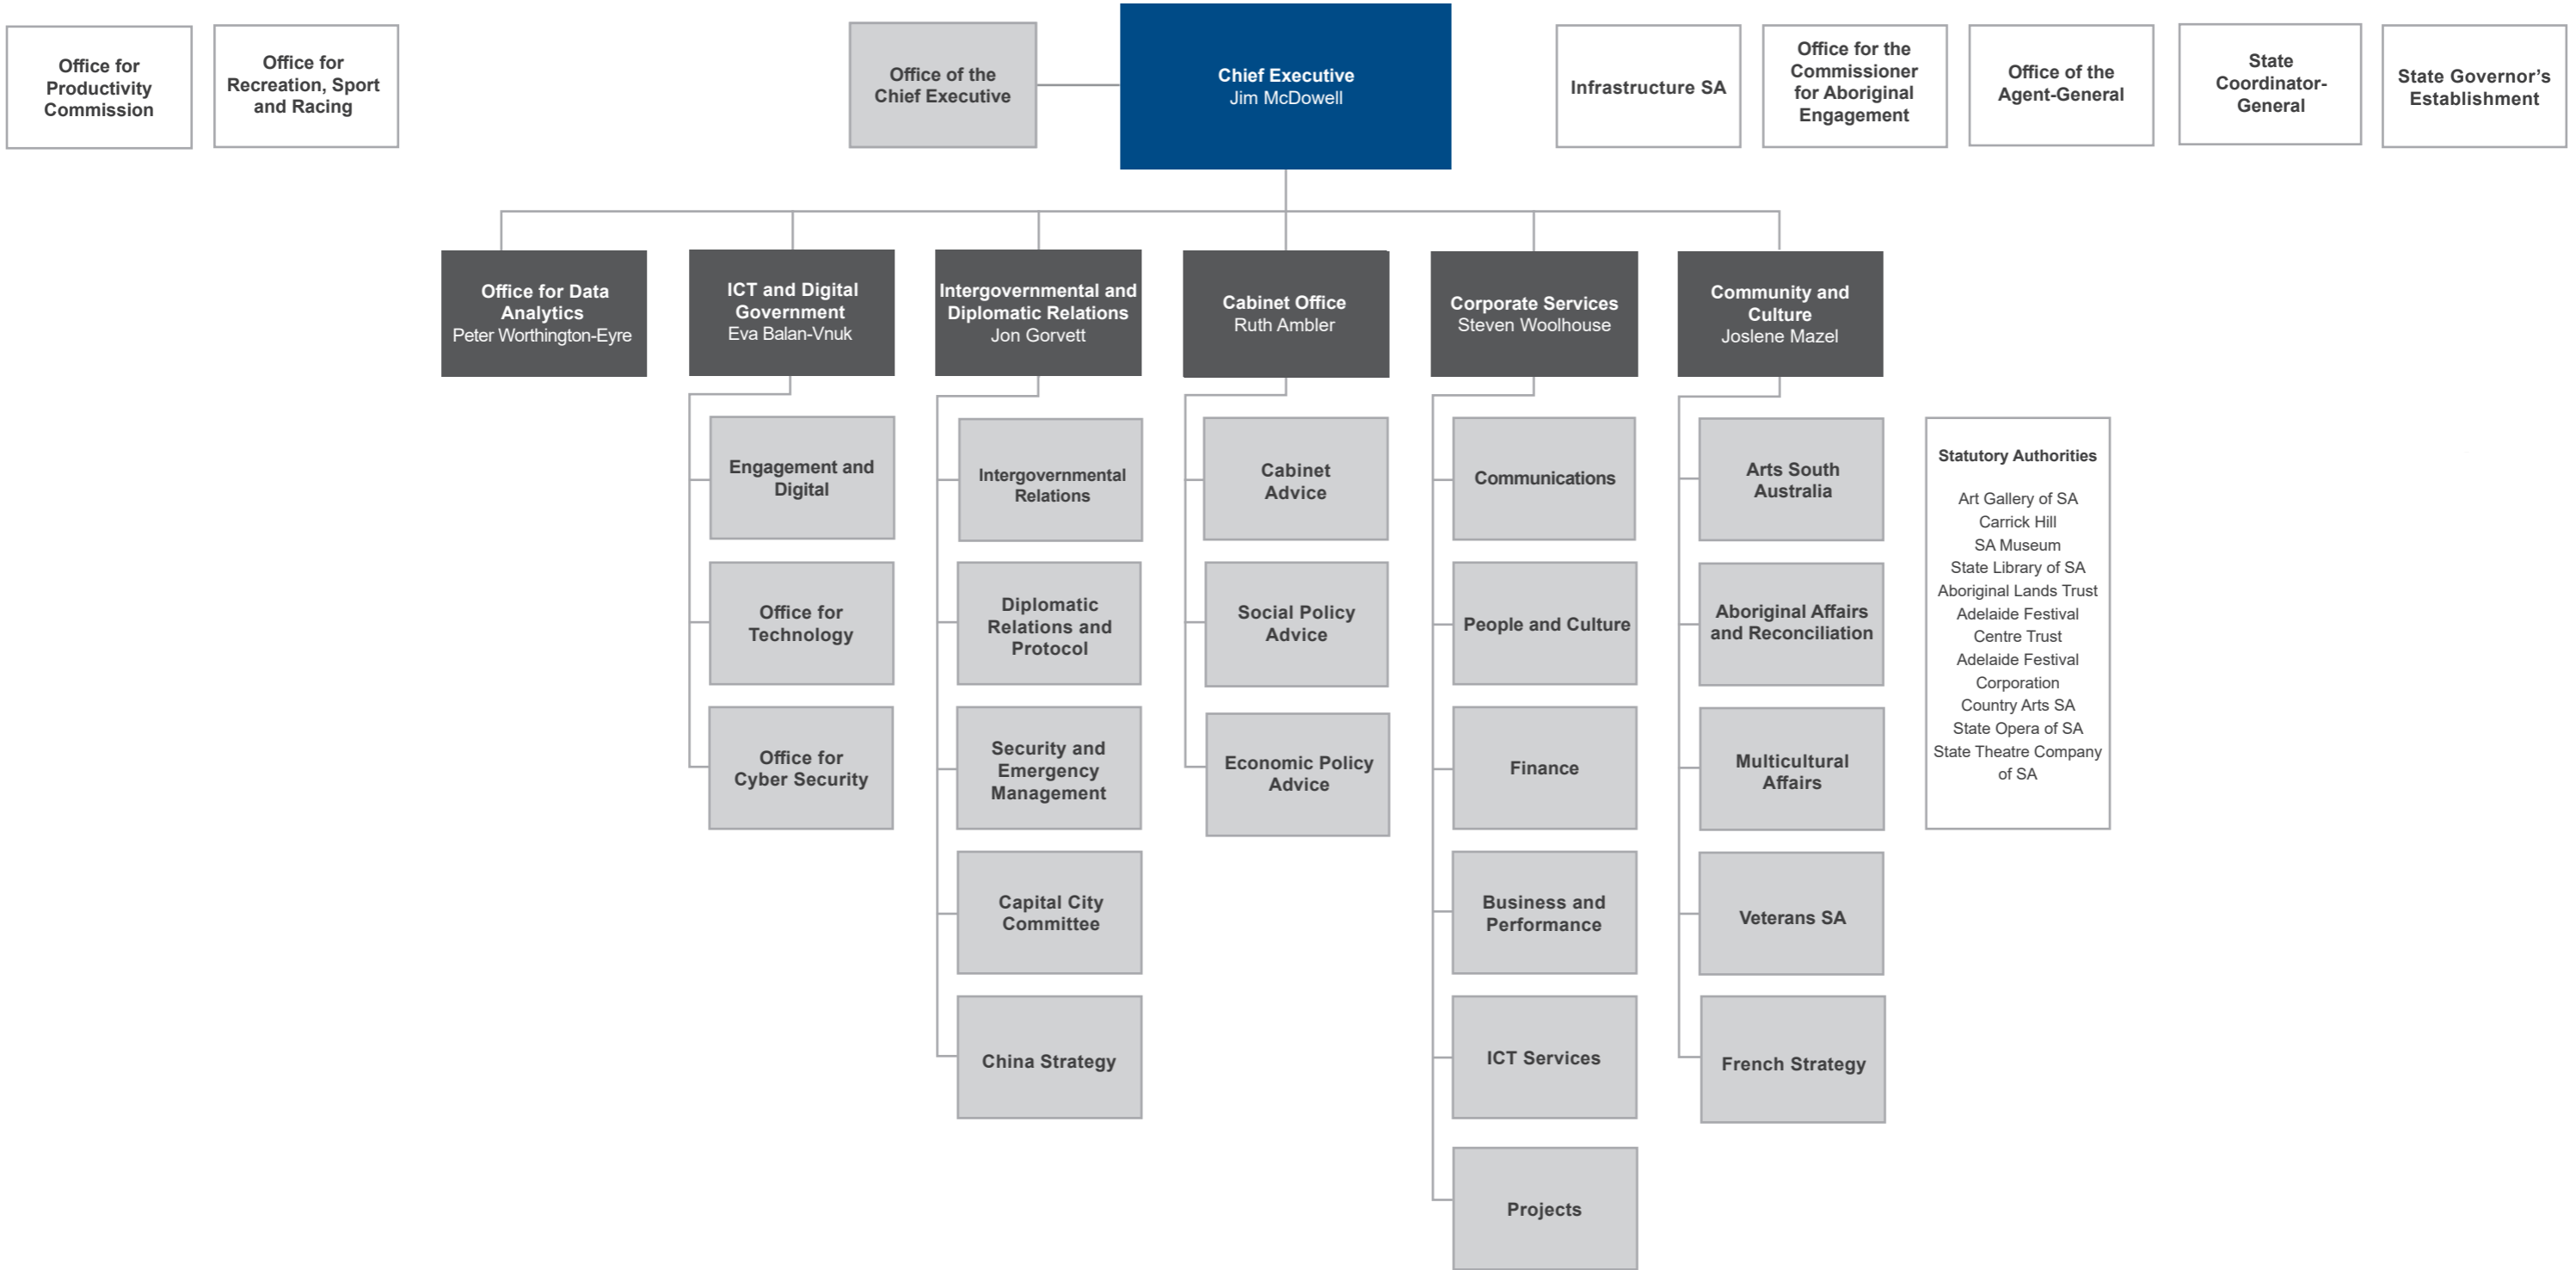 Office for
Productivity
Commission
Office for
Recreation, Sport
and Racing
Office of the
Chief Executive
Chief Executive
Jim McDowell
Infrastructure SA
Office for the
Commissioner
for Aboriginal
Engagement
Office of the
Agent-General
State
Coordinator-
General
State Governor’s
Establishment
Office for Data
Analytics
Peter Worthington-Eyre
ICT and Digital
Government
Eva Balan-Vnuk
Intergovernmental and
Diplomatic Relations
Jon Gorvett
Cabinet Office
Ruth Ambler
Corporate Services
Steven Woolhouse
Community and
Culture
Joslene Mazel
Engagement and
Digital
Office for
Technology
Office for
Cyber Security
Intergovernmental
Relations
Diplomatic
Relations and
Protocol
Security and
Emergency
Management
Capital City
Committee
China Strategy
Cabinet
Advice
Social Policy
Advice
Economic Policy
Advice
Communications
People and Culture
Finance
Business and
Performance
ICT Services
Projects
Arts South
Australia
Aboriginal Affairs
and Reconciliation
Multicultural
Affairs
Veterans SA
French Strategy
Statutory Authorities
Art Gallery of SA
Carrick Hill
SA Museum
State Library of SA
Aboriginal Lands Trust
Adelaide Festival
Centre Trust
Adelaide Festival
Corporation
Country Arts SA
State Opera of SA
State Theatre Company
of SA